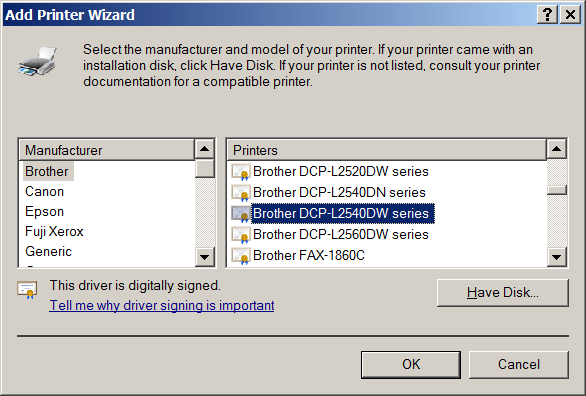 Add Printer Wizard
Select the manufacturer and model of your printer. If your printer came with an
installation disk, click Have Disk. If your printer is not listed, consult your printer
documentation for a compatible printer.
Manufacturer
Brother
Canon
Epson
Fuji Xerox
Generic
Printers
Brother DCP-L2520DW series
Brother DCP-L2540DN series
Brother DCP-L2540DW series
Brother DCP-L2560DW series
Brother FAX-1860C
This driver is digitally signed.
Tell me why driver signing is important
Have Disk...
OK
Cancel